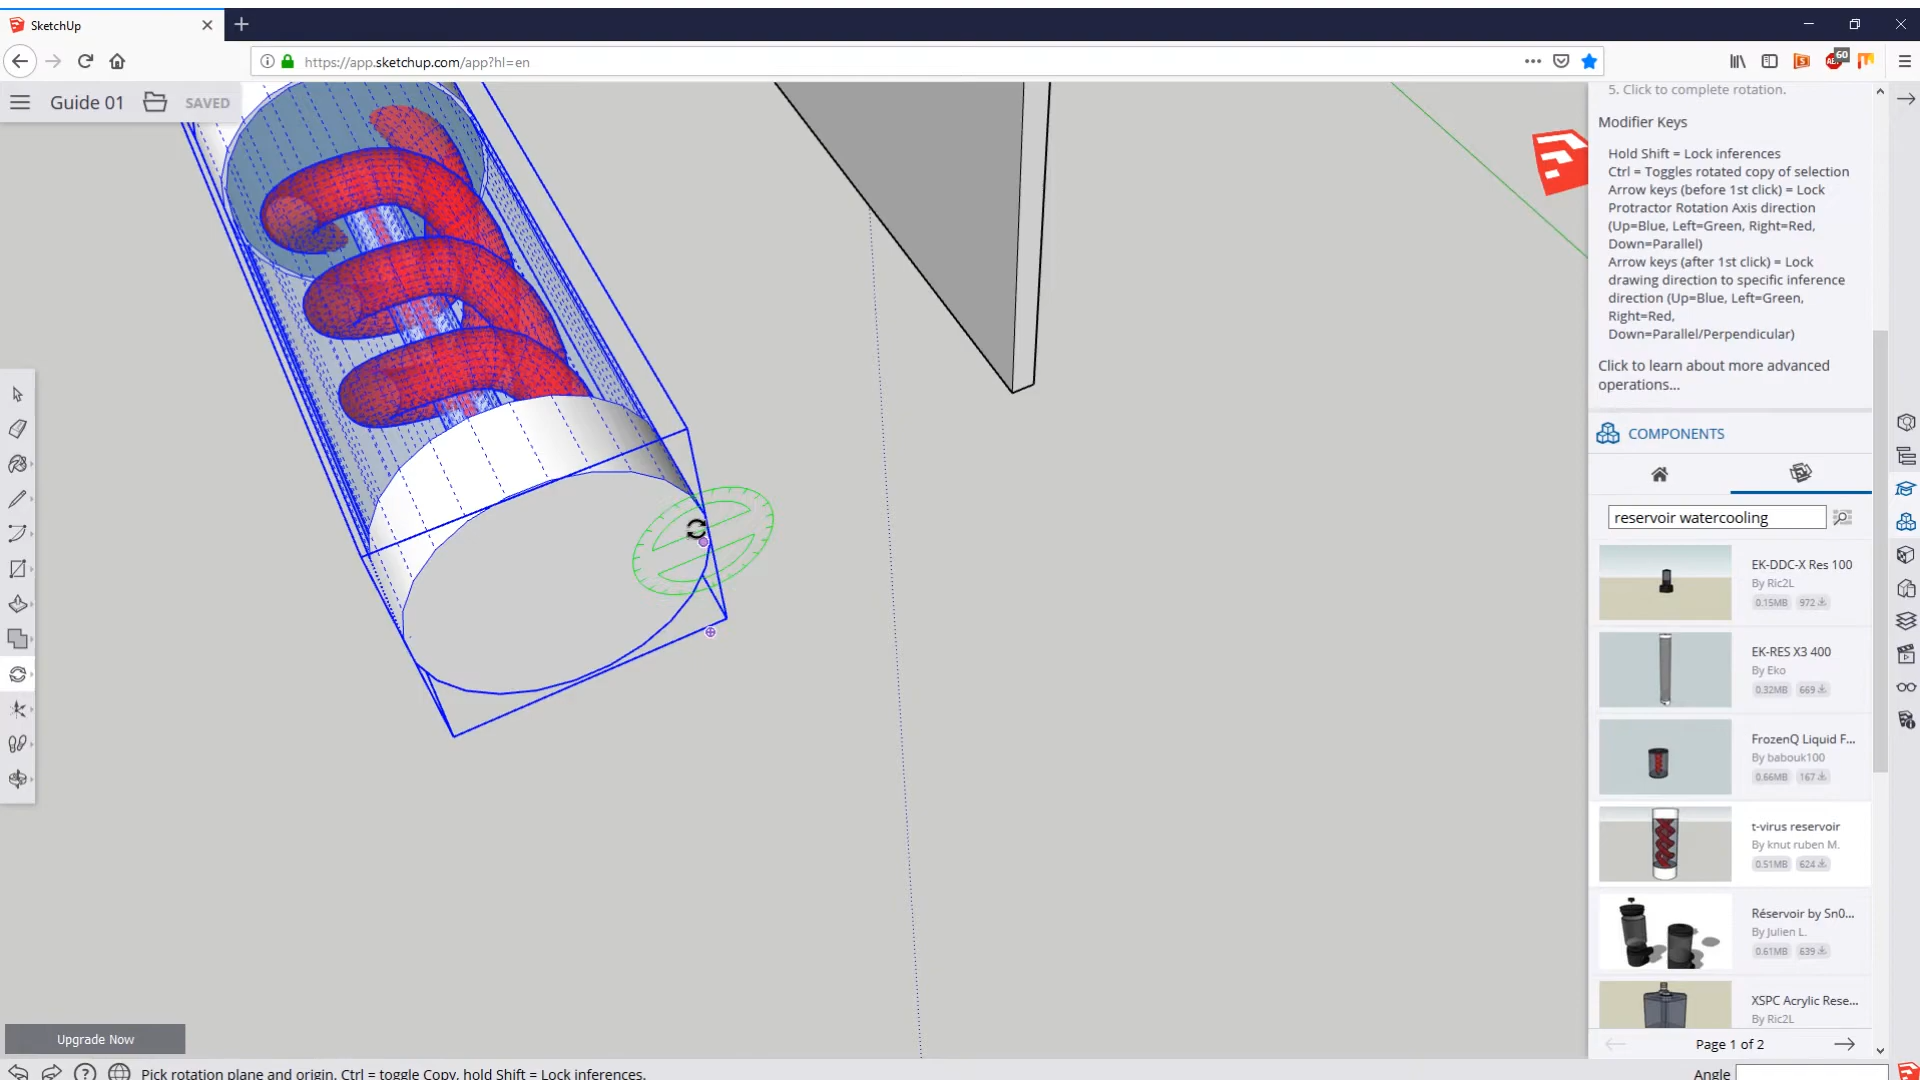 SketchUp
https://app.sketchup.com/app?hl=en
60
Guide 01
SAVED
5. Click to complete rotation.
Modifier Keys
Hold Shift = Lock inferences
Ctrl = Toggles rotated copy of selection
Arrow keys (before 1st click) = Lock
Protractor Rotation Axis direction
(Up=Blue, Left=Green, Right=Red,
Down=Parallel)
Arrow keys (after 1st click) = Lock
drawing direction to specific inference
direction (Up=Blue, Left=Green,
Right=Red,
Down=Parallel/Perpendicular)
Click to learn about more advanced
operations...
COMPONENTS
reservoir watercooling
EK-DDC-X Res 100
By Ric2L
0.15MB 972
EK-RES X3 400
By Eko
0.32MB 669
FrozenQ Liquid F...
By babouk100
0.66MB 167
t-virus reservoir
By knut ruben M.
0.51MB 624
Réservoir by Sn0...
By Julien L.
0.61MB 639
XSPC Acrylic Rese...
By Ric2L
Page 1 of 2
Upgrade Now
Pick rotation plane and origin. Ctrl = toggle Copy, hold Shift = Lock inferences.
Angle